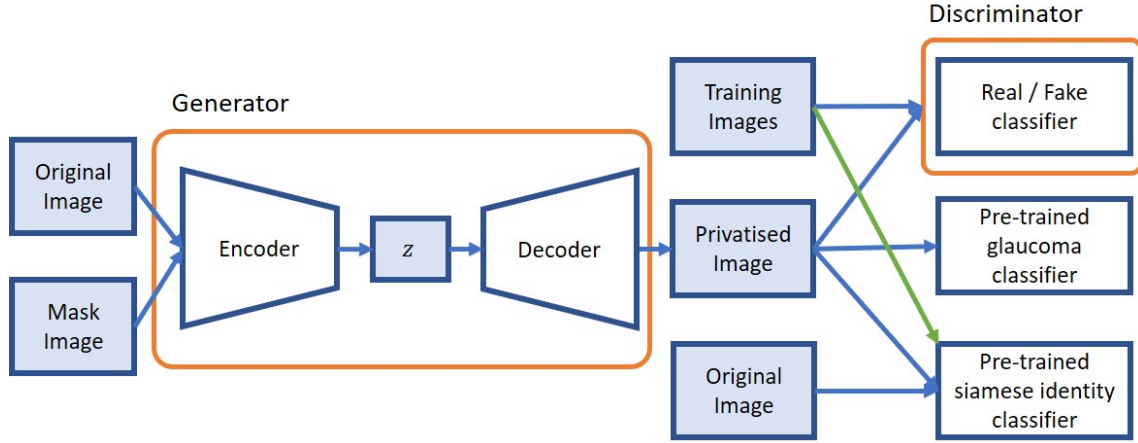 Discriminator
Generator
Training
Images
Real / Fake
classifier
Original
Image
Encoder
z
Decoder
Privatised
Image
Pre-trained
glaucoma
classifier
Mask
Image
Original
Image
Pre-trained
siamese identity
classifier